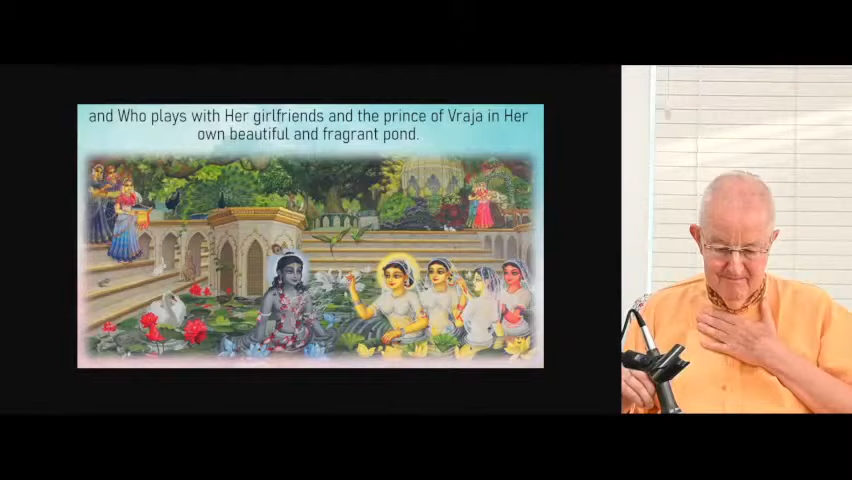 and Who plays with Her girlfriends and the prince of Vraja in Her
own beautiful and fragrant pond.